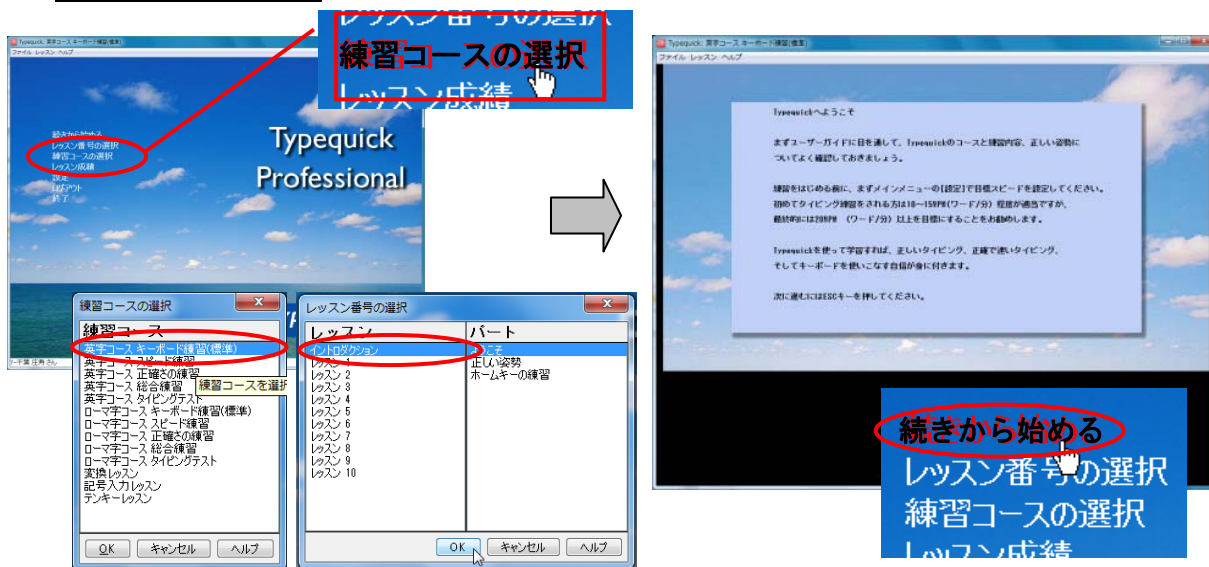 レッスン番号の選択
練習コースの選択
レッスン成績
Typequick: 英字コース キーボード練習(標準)
ファイル レッスン ヘルプ
続きから始める
レッスン番号の選択
練習コースの選択
レッスン成績
設定
ログアウト
終了
Typequick
Professional
練習コースの選択
練習コース
英字コース キーボード練習(標準)
英字コース スピード練習
英字コース 正確さの練習
英字コース 総合練習
練習コースを選択
英字コース タイピングテスト
ローマ字コース キーボード練習(標準)
ローマ字コース スピード練習
ローマ字コース 正確さの練習
ローマ字コース 総合練習
ローマ字コース タイピングテスト
変換レッスン
記号入力レッスン
テンキーレッスン
OK
キャンセル
ヘルプ
レッスン番号の選択
レッスン
イントロダクション
レッスン 1
レッスン 2
レッスン 3
レッスン 4
レッスン 5
レッスン 6
レッスン 7
レッスン 8
レッスン 9
レッスン 10
パート
ようこそ
正しい姿勢
ホームキーの練習
OK
キャンセル
ヘルプ
Typequick: 英字コース キーボード練習(標準)
ファイル レッスン ヘルプ
Typequickへようこそ
まずユーザーガイドに目を通して、Typequickのコースと練習内容、正しい姿勢に
ついてよく確認しておきましょう。
練習をはじめる前に、まずメインメニューの[設定]で目標スピードを設定してください。
初めてタイピング練習をされる方は10～15WPM(ワード/分) 程度が適当ですが、
最終的には20WPM (ワード/分) 以上を目標にすることをお勧めします。
Typequickを使って学習すれば、正しいタイピング、正確で速いタイピング、
そしてキーボードを使いこなす自信が身に付きます。
次に進むにはESCキーを押してください。
続きから始める
レッスン番号の選択
練習コースの選択
レッスン成績